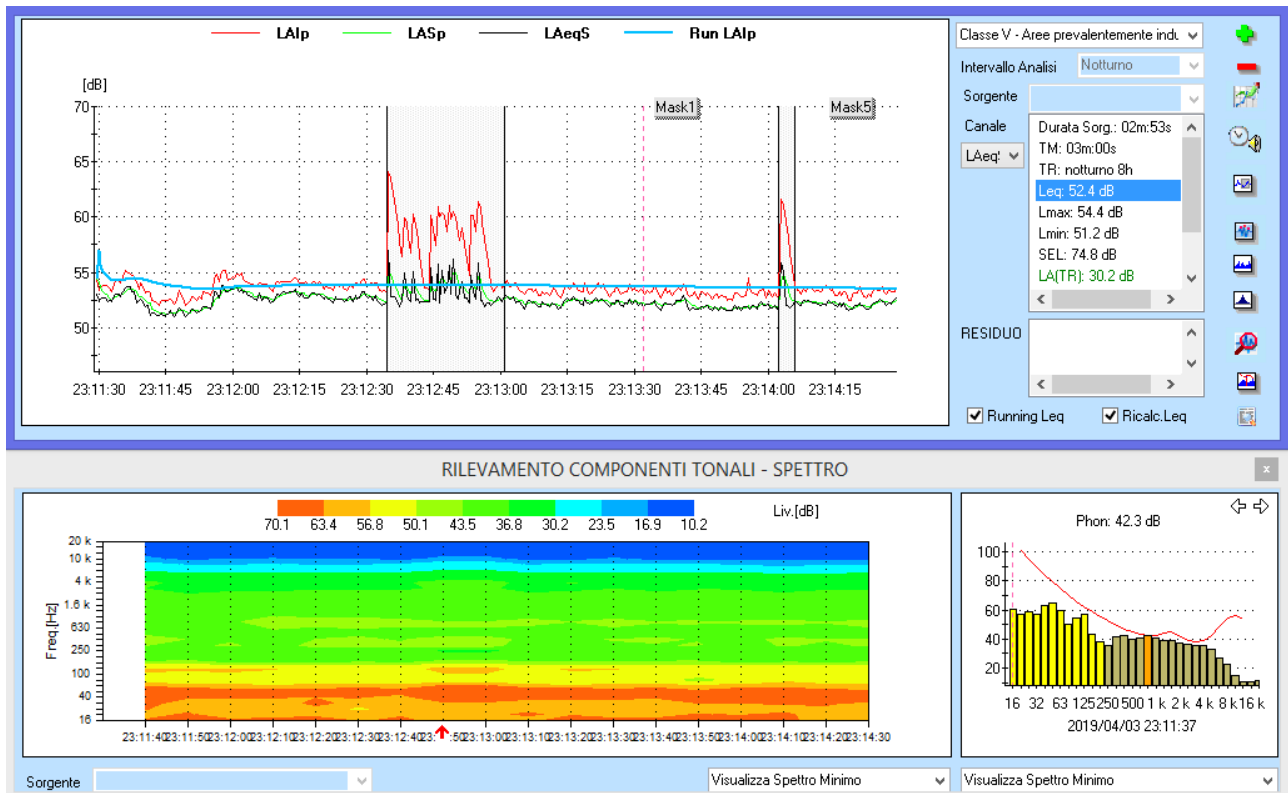 LAIp LASp LAeqS Run LAIp
[dB]
70
65
60
55
50
Mask1
Mask5
23:11:30 23:11:45 23:12:00 23:12:15 23:12:30 23:12:45 23:13:00 23:13:15 23:13:30 23:13:45 23:14:00 23:14:15
Classe V - Aree prevalentemente indu
Intervallo Analisi Notturno
Sorgente
Canale
LAeq
Durata Sorg.: 02m:53s
TM: 03m:00s
TR: notturno 8h
Leq: 52.4 dB
Lmax: 54.4 dB
Lmin: 51.2 dB
SEL: 74.8 dB
LA(TR): 30.2 dB
RESIDUO
Running Leq Ricalc.Leq
RILEVAMENTO COMPONENTI TONALI - SPETTRO
x
70.1 63.4 56.8 50.1 43.5 36.8 30.2 23.5 16.9 10.2
Liv.[dB]
Freq.[Hz]
20 k
10 k
4 k
1.6 k
630
250
100
40
16
23:11:40 23:11:50 23:12:00 23:12:10 23:12:20 23:12:30 23:12:40 :50 23:13:00 23:13:10 23:13:20 23:13:30 23:13:40 23:13:50 23:14:00 23:14:10 23:14:20 23:14:30
Sorgente
Visualizza Spettro Minimo
Phon: 42.3 dB
100
80
60
40
20
16 32 63 125 250 500 1 k 2 k 4 k 8 k 16 k
2019/04/03 23:11:37
Visualizza Spettro Minimo